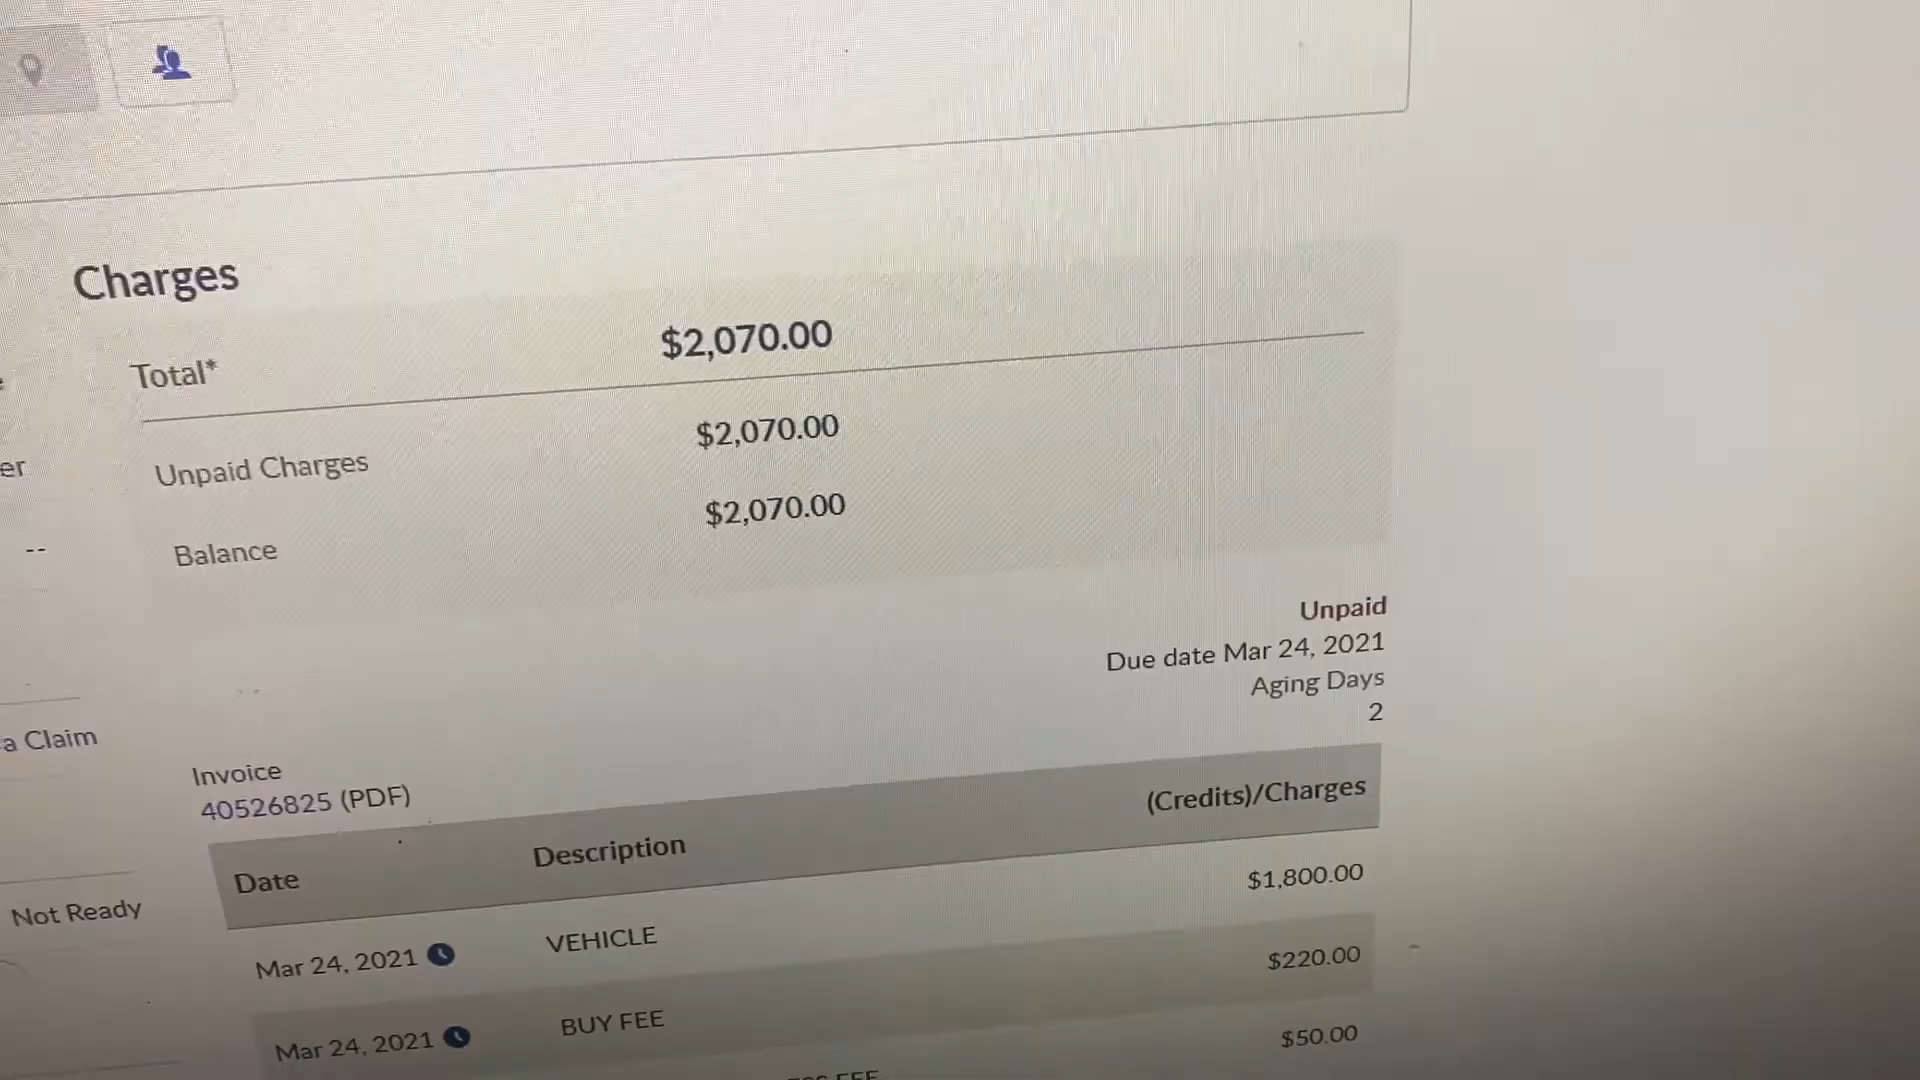 Charges
Total* $2,070.00
Unpaid Charges $2,070.00
Balance $2,070.00
er
--
a Claim
Not Ready
Unpaid
Due date Mar 24, 2021
Aging Days
2
Invoice
40526825 (PDF)
Date Description (Credits)/Charges
Mar 24, 2021 VEHICLE $1,800.00
Mar 24, 2021 BUY FEE $220.00
FEE $50.00